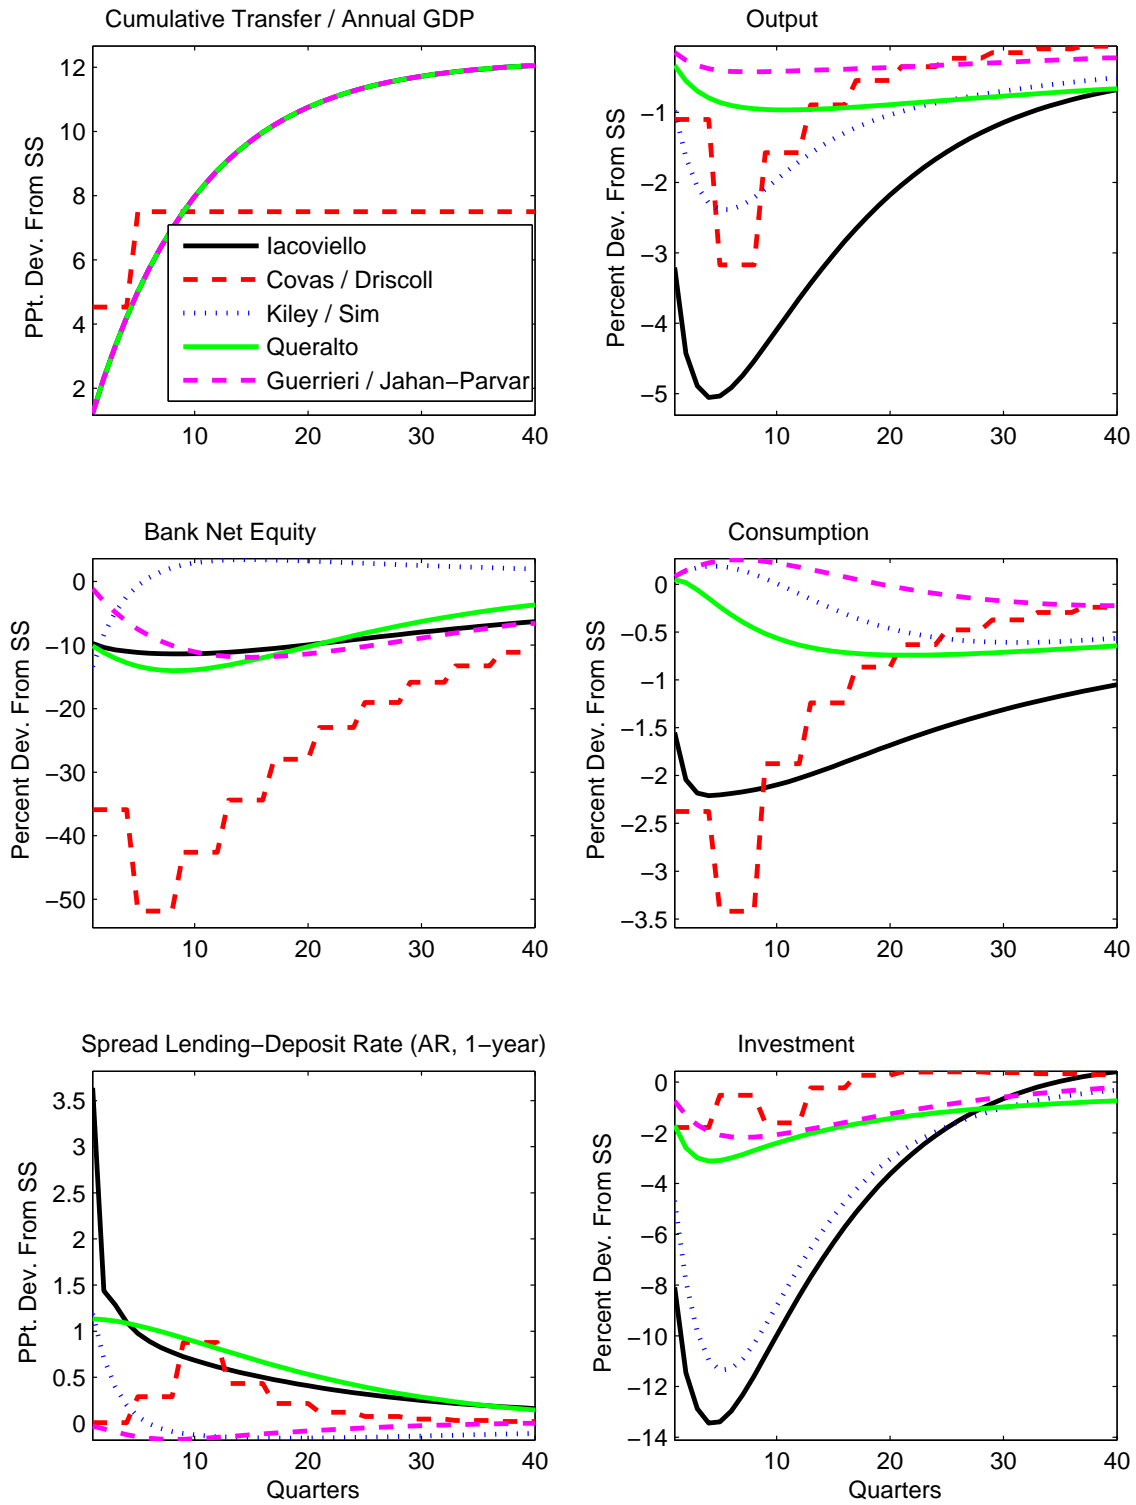 Cumulative Transfer / Annual GDP
PPt. Dev. From SS
12
10
8
6
4
2
10 20 30 40
Iacoviello
Covas / Driscoll
Kiley / Sim
Queralto
Guerrieri / Jahan−Parvar
Output
Percent Dev. From SS
−1
−2
−3
−4
−5
10 20 30 40
Bank Net Equity
Percent Dev. From SS
0
−10
−20
−30
−40
−50
10 20 30 40
Consumption
Percent Dev. From SS
0
−0.5
−1
−1.5
−2
−2.5
−3
−3.5
10 20 30 40
Spread Lending−Deposit Rate (AR, 1−year)
PPt. Dev. From SS
3.5
3
2.5
2
1.5
1
0.5
0
10 20 30 40
Quarters
Investment
Percent Dev. From SS
0
−2
−4
−6
−8
−10
−12
−14
10 20 30 40
Quarters